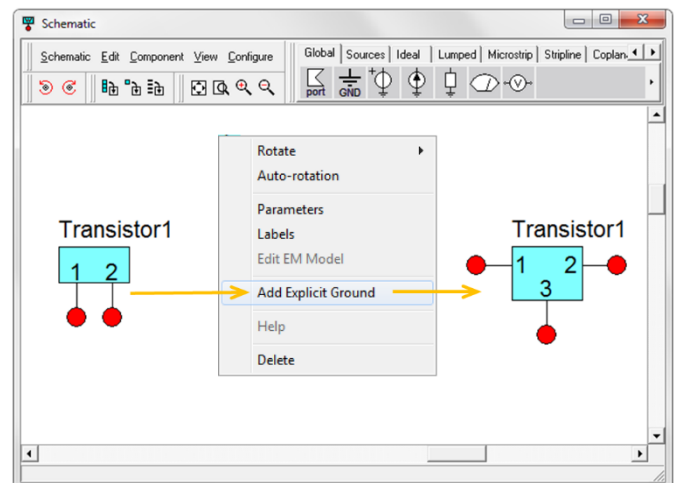 Schematic
Schematic Edit Component View Configure
Global Sources Ideal Lumped Microstrip Stripline Coplan
port GND V
Rotate
Auto-rotation
Parameters
Labels
Edit EM Model
Add Explicit Ground
Help
Delete
Transistor1
1 2
Transistor1
1 2
3